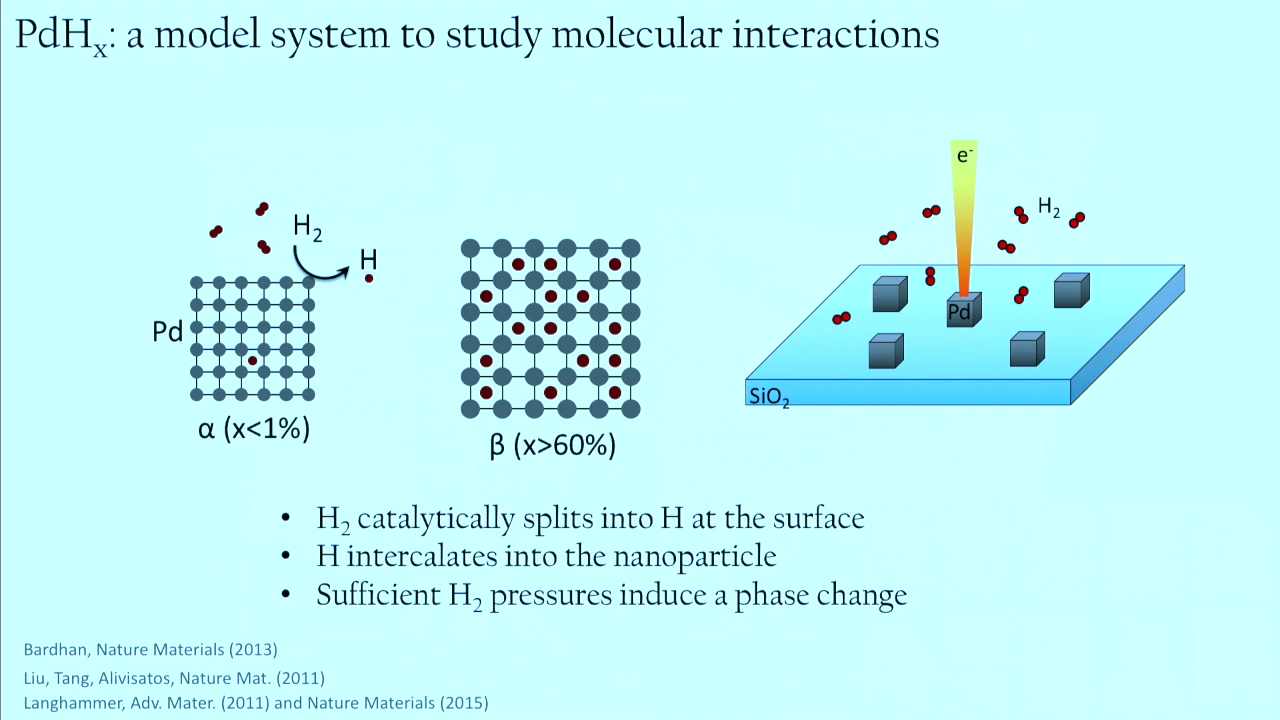 PdHₓ: a model system to study molecular interactions
H₂
H
Pd
α (x<1%)
β (x>60%)
e⁻
H₂
Pd
SiO₂
• H₂ catalytically splits into H at the surface
• H intercalates into the nanoparticle
• Sufficient H₂ pressures induce a phase change
Bardhan, Nature Materials (2013)
Liu, Tang, Alivisatos, Nature Mat. (2011)
Langhammer, Adv. Mater. (2011) and Nature Materials (2015)